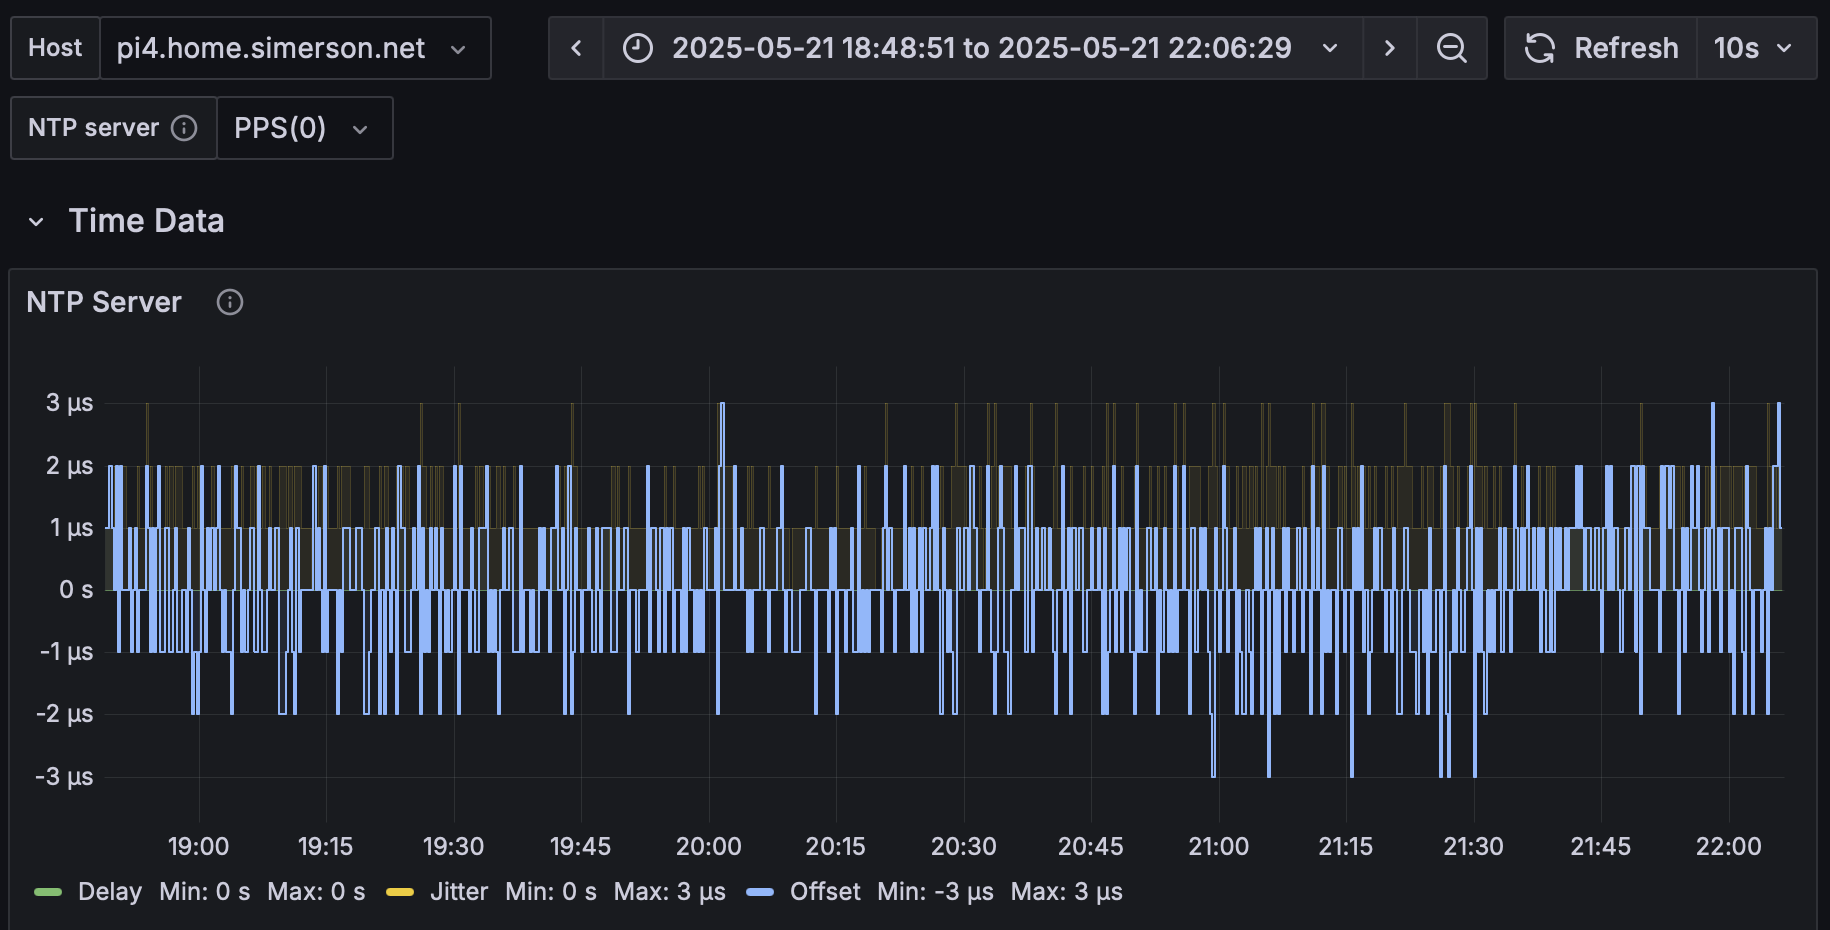 Host pi4.home.simerson.net 2025-05-21 18:48:51 to 2025-05-21 22:06:29 Refresh 10s
NTP server PPS(0)
Time Data
NTP Server
3 µs
2 µs
1 µs
0 s
-1 µs
-2 µs
-3 µs
19:00 19:15 19:30 19:45 20:00 20:15 20:30 20:45 21:00 21:15 21:30 21:45 22:00
Delay Min: 0 s Max: 0 s Jitter Min: 0 s Max: 3 µs Offset Min: -3 µs Max: 3 µs